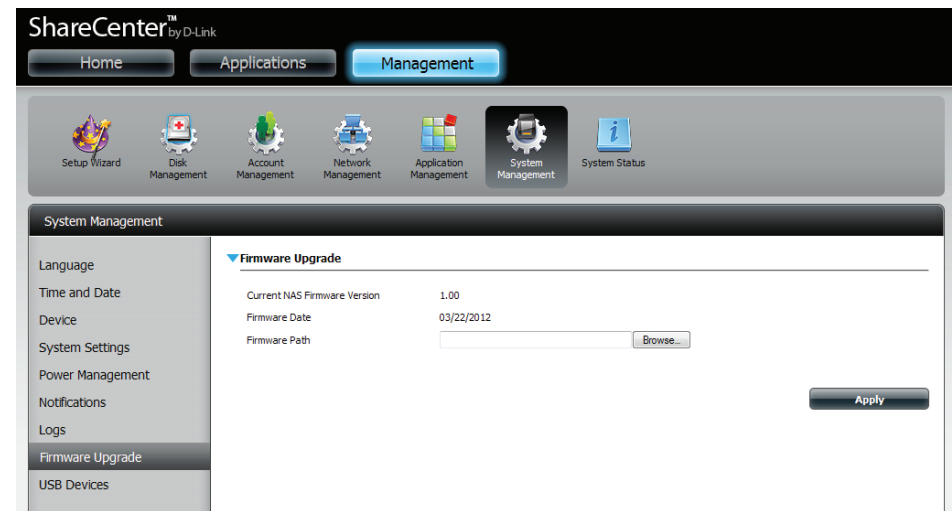 ShareCenter™by D-Link
Home Applications Management
Setup Wizard Disk Management Account Management Network Management Application Management System Management System Status
System Management
Language
Time and Date
Device
System Settings
Power Management
Notifications
Logs
Firmware Upgrade
USB Devices
Firmware Upgrade
Current NAS Firmware Version 1.00
Firmware Date 03/22/2012
Firmware Path Browse...
Apply